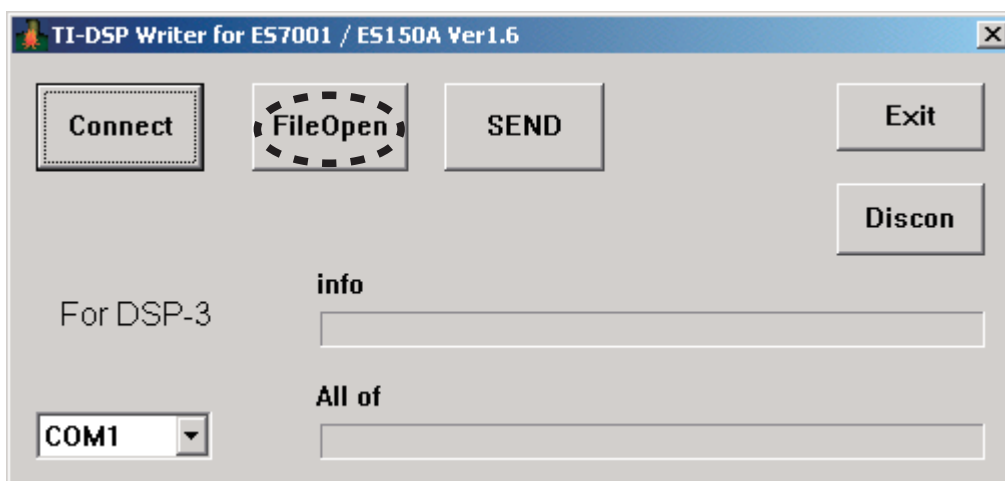 TI-DSP Writer for ES7001 / ES150A Ver1.6
Connect
FileOpen
SEND
Exit
Discon
info
For DSP-3
All of
COM1